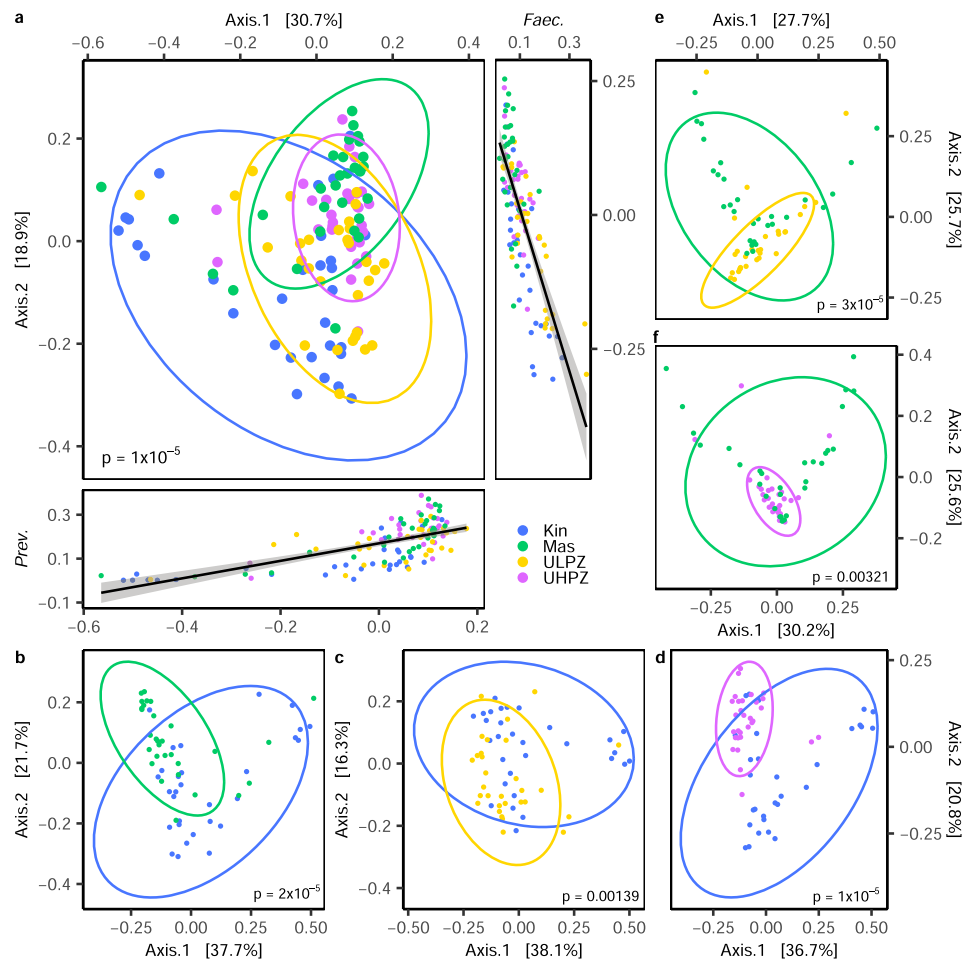 a
Axis.1 [30.7%]
−0.6 −0.4 −0.2 0.0 0.2 0.4
Axis.2 [18.9%]
0.2
0.0
−0.2
−0.4
p = 1x10⁻⁵
Faec.
0.1 0.3
0.25
0.00
−0.25
Prev.
0.3
0.1
−0.1
−0.6 −0.4 −0.2 0.0 0.2
Kin
Mas
ULPZ
UHPZ
e
Axis.1 [27.7%]
−0.25 0.00 0.25 0.50
Axis.2 [25.7%]
0.25
0.00
−0.25
p = 3x10⁻⁵
f
Axis.2 [25.6%]
0.4
0.2
0.0
−0.2
p = 0.00321
−0.25 0.00 0.25
Axis.1 [30.2%]
b
Axis.2 [21.7%]
0.2
0.0
−0.2
−0.4
p = 2x10⁻⁵
−0.25 0.00 0.25 0.50
Axis.1 [37.7%]
c
Axis.2 [16.3%]
0.2
0.0
−0.2
−0.4
p = 0.00139
−0.50 −0.25 0.00 0.25 0.50
Axis.1 [38.1%]
d
Axis.2 [20.8%]
0.25
0.00
−0.25
p = 1x10⁻⁵
−0.25 0.00 0.25 0.50
Axis.1 [36.7%]